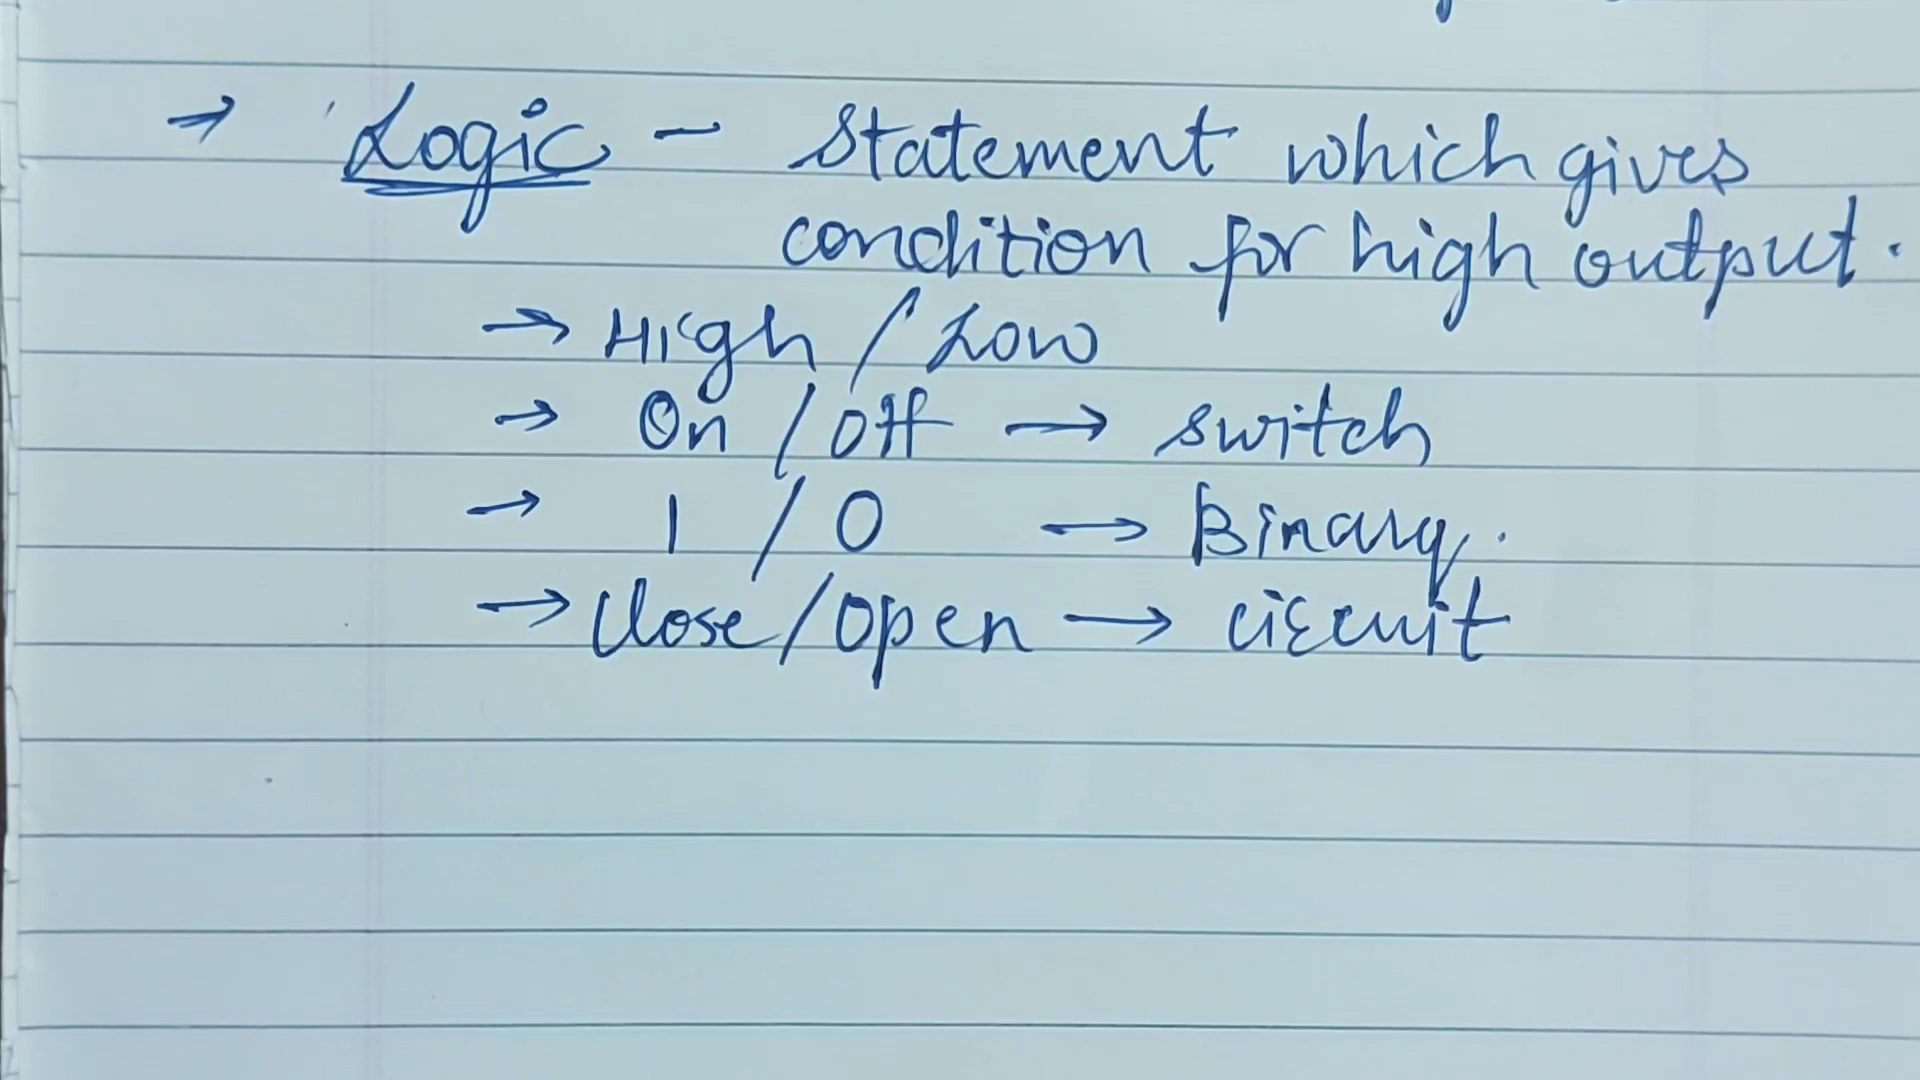 → Logic - Statement which gives
condition for high output.
→ High / Low
→ On / Off → switch
→ 1 / 0 → Binary.
→ Close / Open → circuit